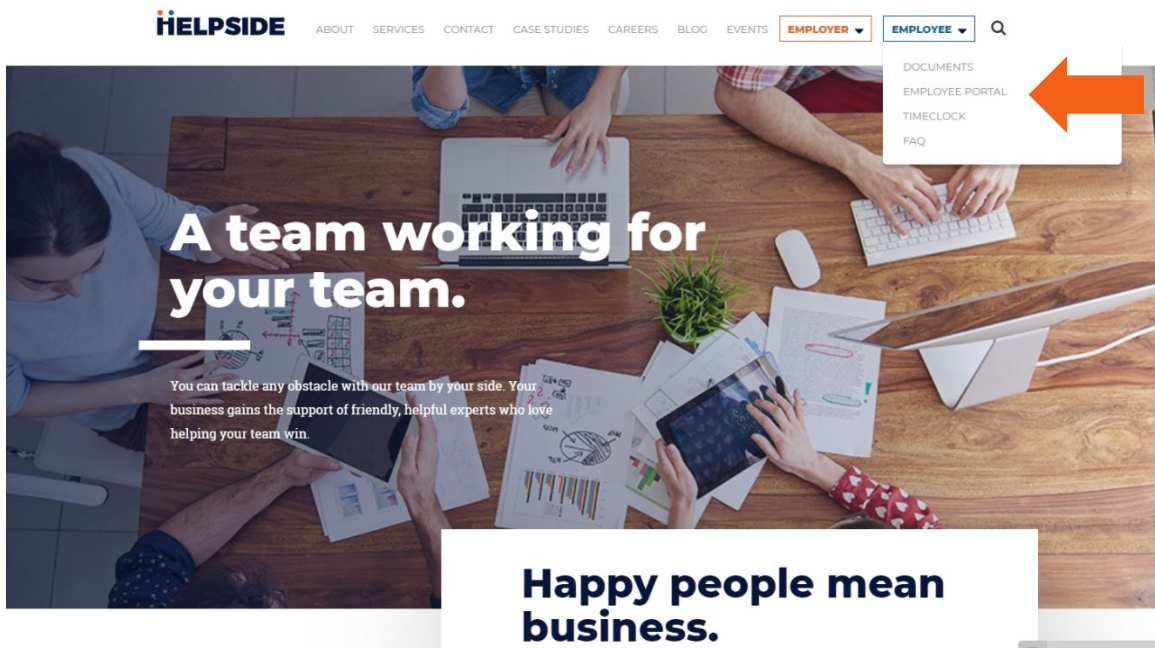 HELPSIDE
ABOUT SERVICES CONTACT CASE STUDIES CAREERS BLOG EVENTS EMPLOYER EMPLOYEE
DOCUMENTS
EMPLOYEE PORTAL
TIMECLOCK
FAQ
A team working for
your team.
You can tackle any obstacle with our team by your side. Your
business gains the support of friendly, helpful experts who love
helping your team win.
Happy people mean
business.